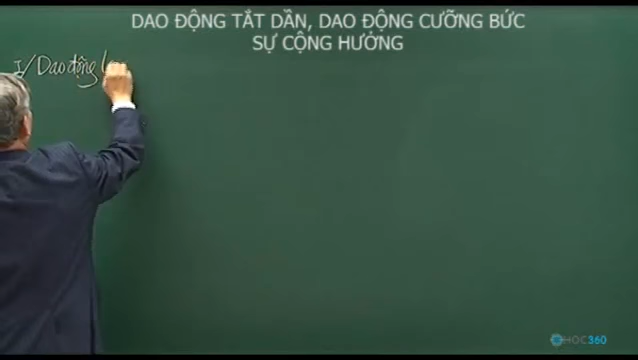 DAO ĐỘNG TẮT DẦN, DAO ĐỘNG CƯỠNG BỨC
SỰ CỘNG HƯỞNG
I/ Dao động
HOC360